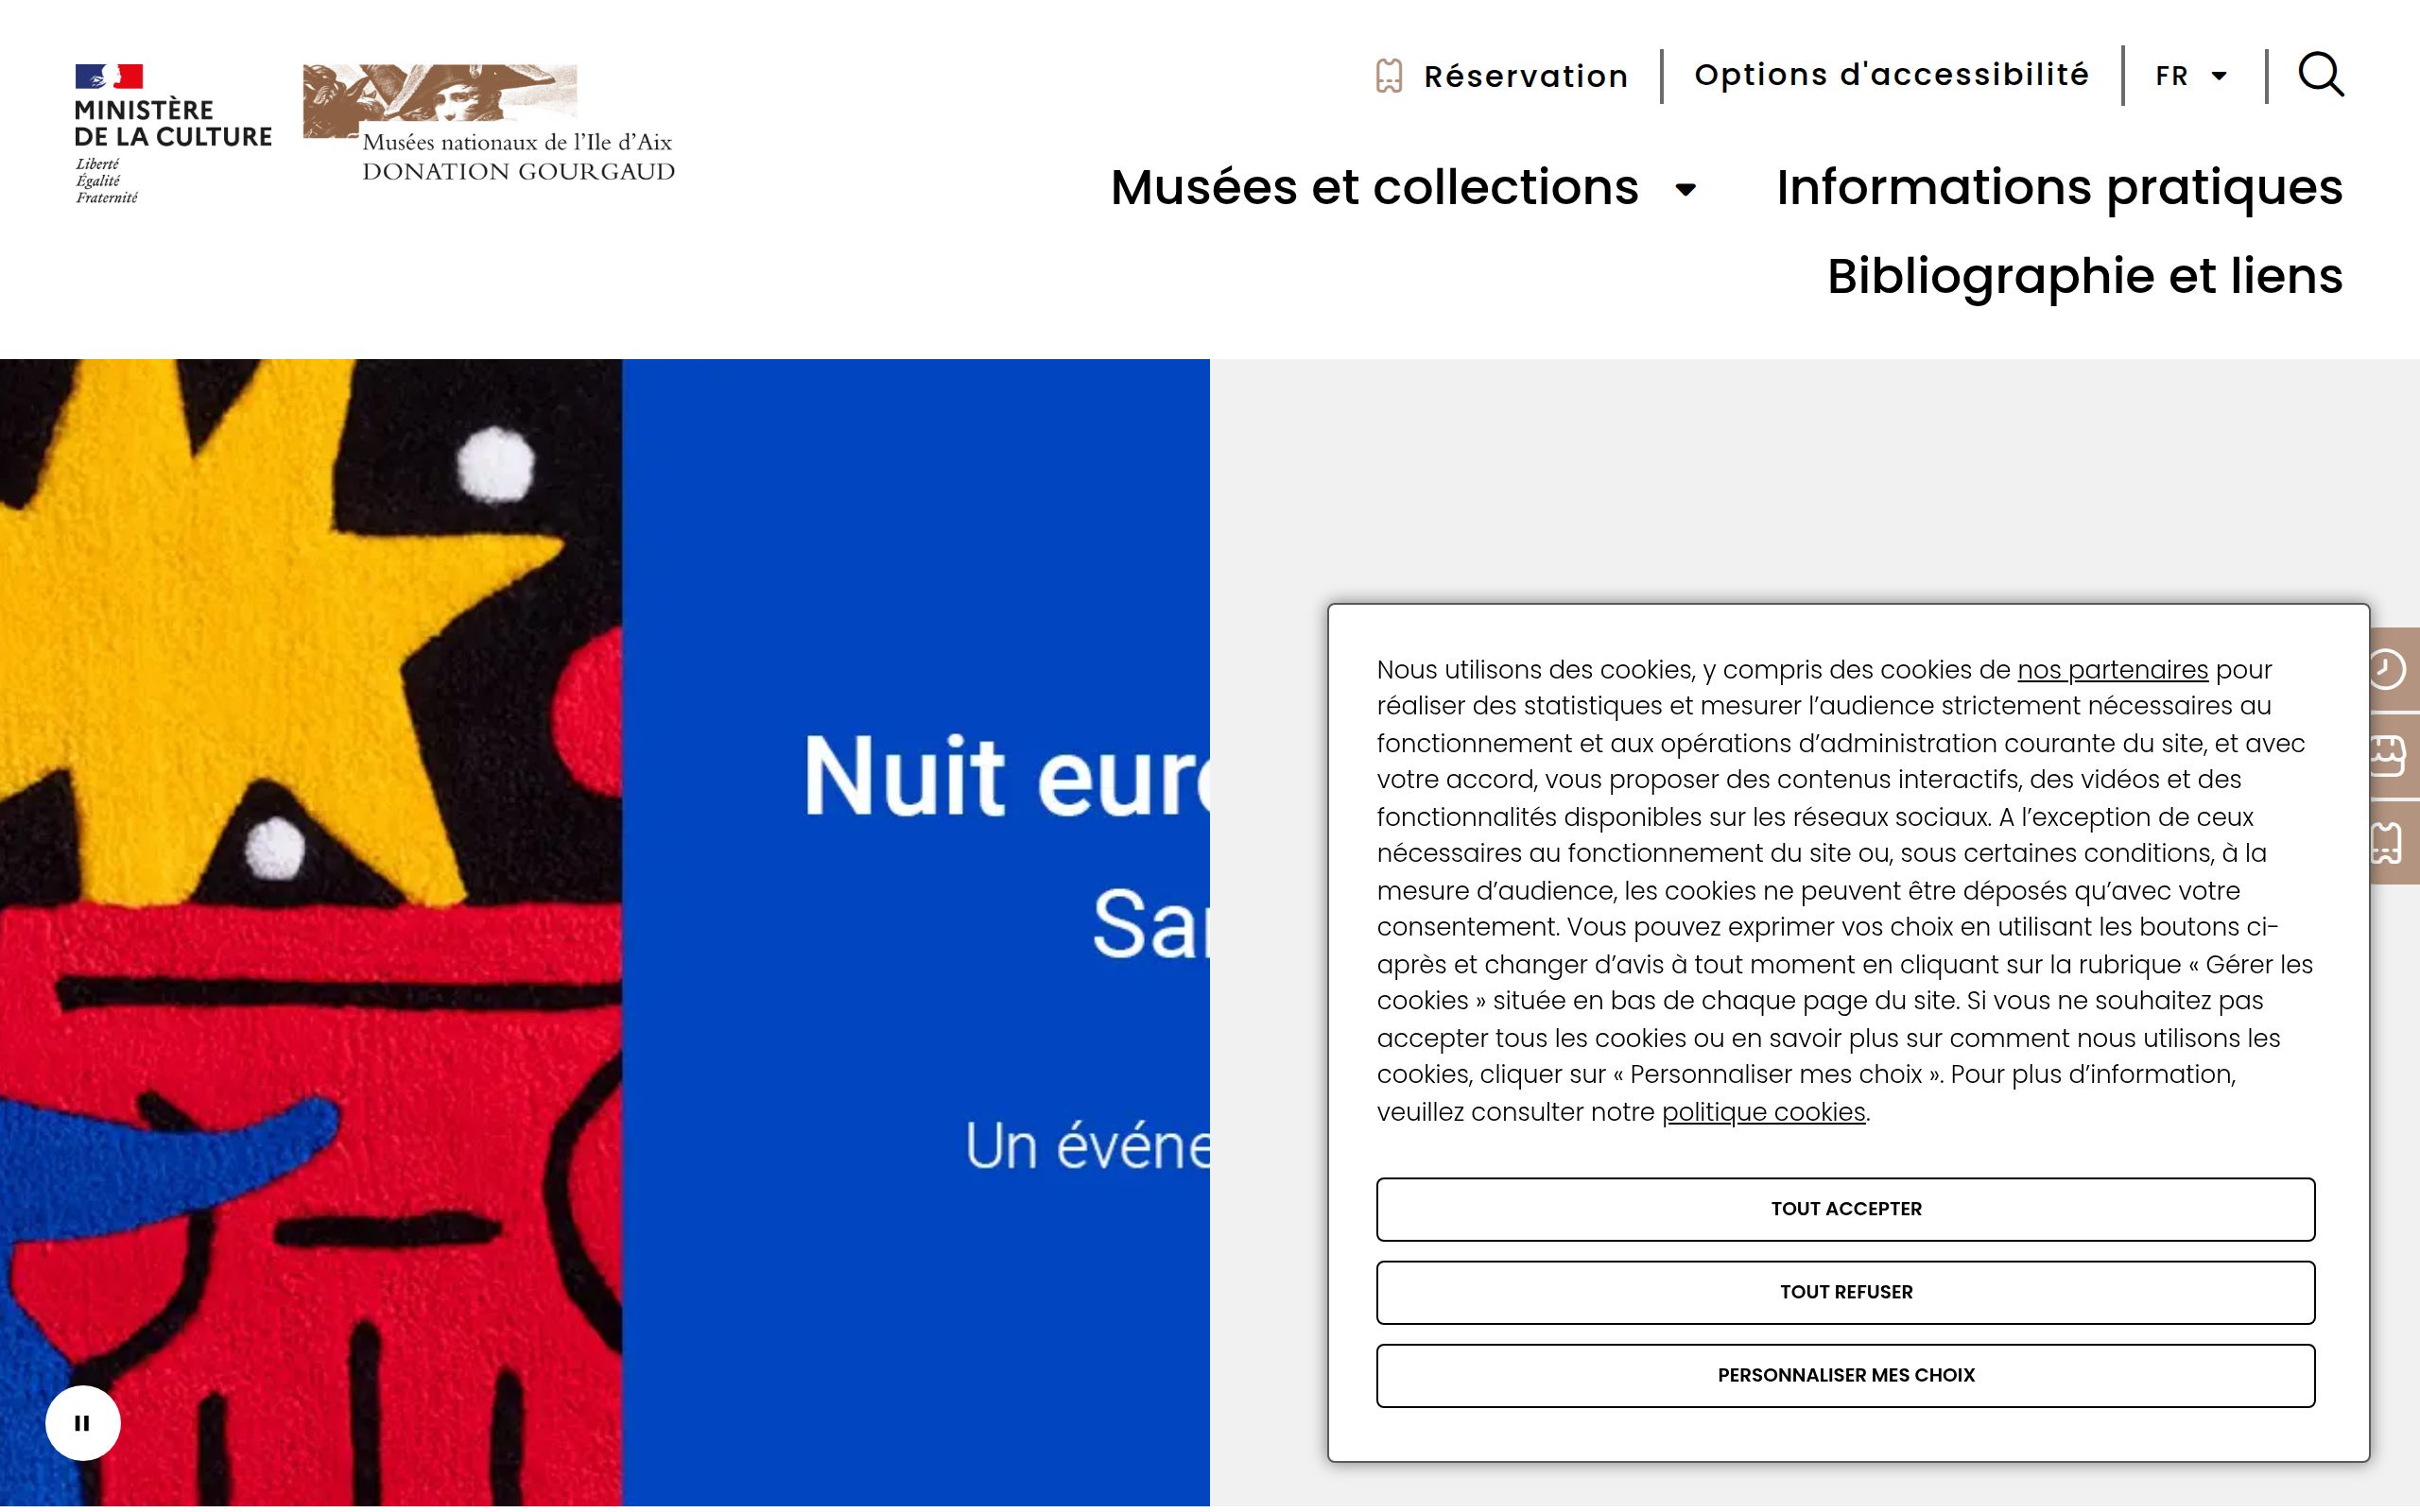 MINISTÈRE
DE LA CULTURE
Liberté
Égalité
Fraternité
Musées nationaux de l'Ile d'Aix
DONATION GOURGAUD
Réservation
Options d'accessibilité
FR
Musées et collections
Informations pratiques
Bibliographie et liens
Nuit eur
Sa
Un événe
Nous utilisons des cookies, y compris des cookies de nos partenaires pour
réaliser des statistiques et mesurer l’audience strictement nécessaires au
fonctionnement et aux opérations d’administration courante du site, et avec
votre accord, vous proposer des contenus interactifs, des vidéos et des
fonctionnalités disponibles sur les réseaux sociaux. A l’exception de ceux
nécessaires au fonctionnement du site ou, sous certaines conditions, à la
mesure d’audience, les cookies ne peuvent être déposés qu’avec votre
consentement. Vous pouvez exprimer vos choix en utilisant les boutons ci-
après et changer d’avis à tout moment en cliquant sur la rubrique « Gérer les
cookies » située en bas de chaque page du site. Si vous ne souhaitez pas
accepter tous les cookies ou en savoir plus sur comment nous utilisons les
cookies, cliquer sur « Personnaliser mes choix ». Pour plus d’information,
veuillez consulter notre politique cookies.
TOUT ACCEPTER
TOUT REFUSER
PERSONNALISER MES CHOIX